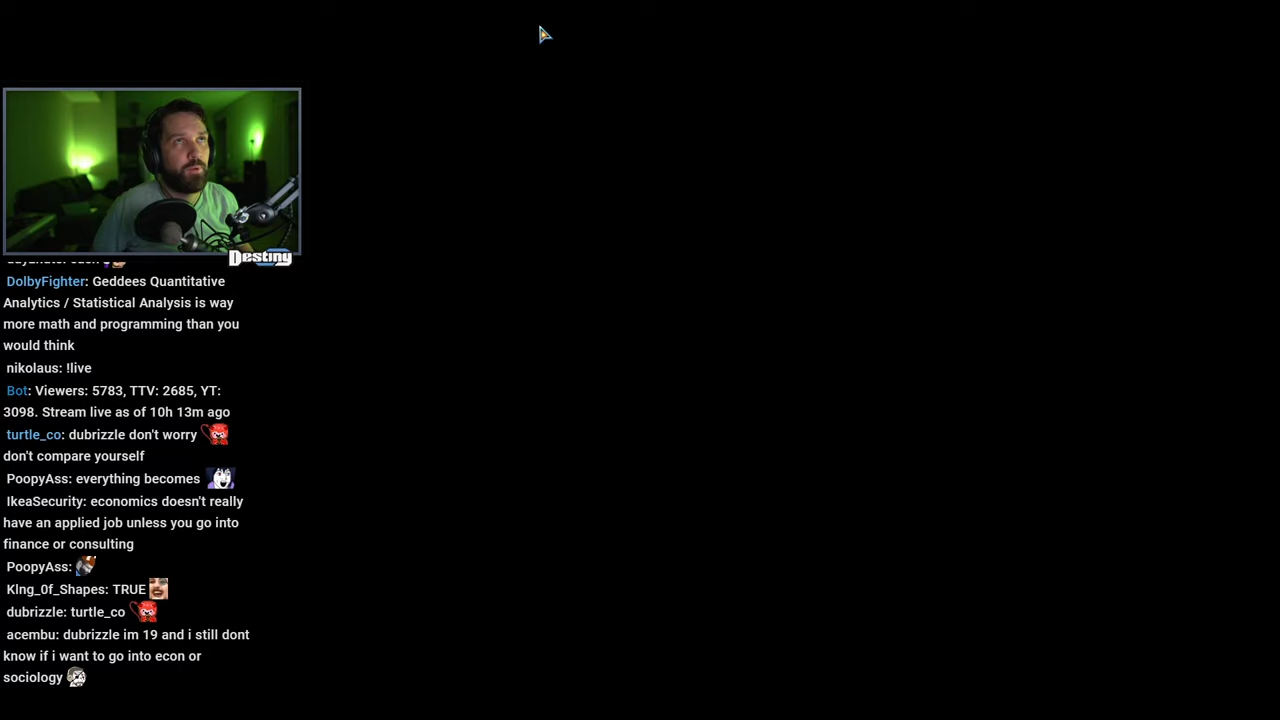 Destiny
DolbyFighter: Geddees Quantitative
Analytics / Statistical Analysis is way
more math and programming than you
would think
nikolaus: !live
Bot: Viewers: 5783, TTV: 2685, YT:
3098. Stream live as of 10h 13m ago
turtle_co: dubrizzle don't worry
don't compare yourself
PoopyAss: everything becomes
IkeaSecurity: economics doesn't really
have an applied job unless you go into
finance or consulting
PoopyAss:
KIng_0f_Shapes: TRUE
dubrizzle: turtle_co
acembu: dubrizzle im 19 and i still dont
know if i want to go into econ or
sociology